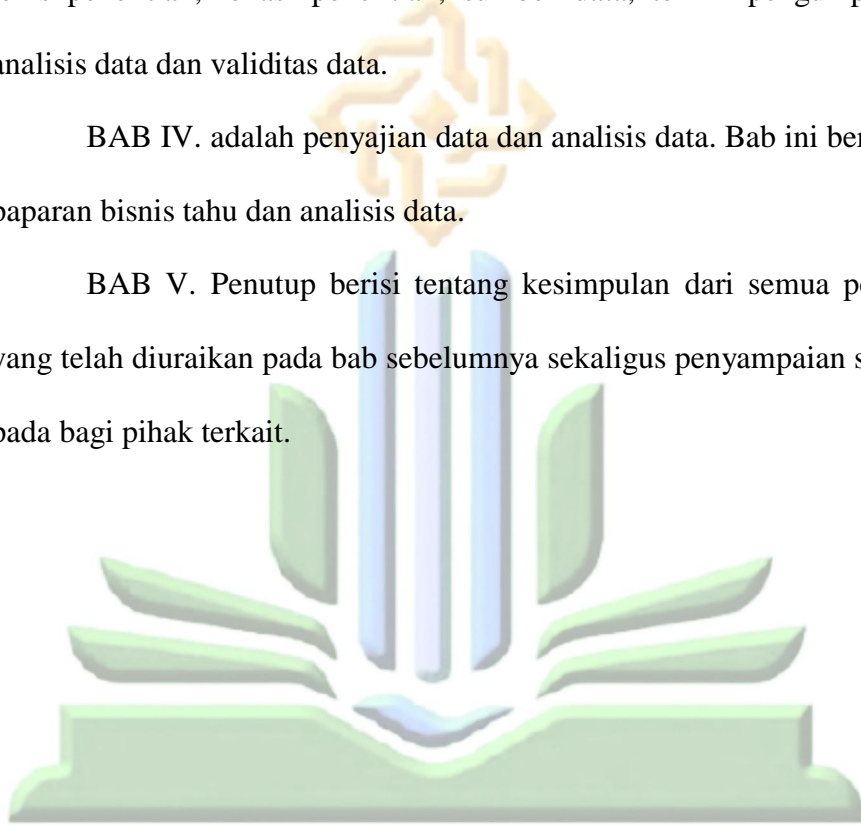 analisis data dan validitas data.
BAB IV. adalah penyajian data dan analisis data. Bab ini
paparan bisnis tahu dan analisis data.
BAB V. Penutup berisi tentang kesimpulan dari semua
yang telah diuraikan pada bab sebelumnya sekaligus penyampaian
pada bagi pihak terkait.